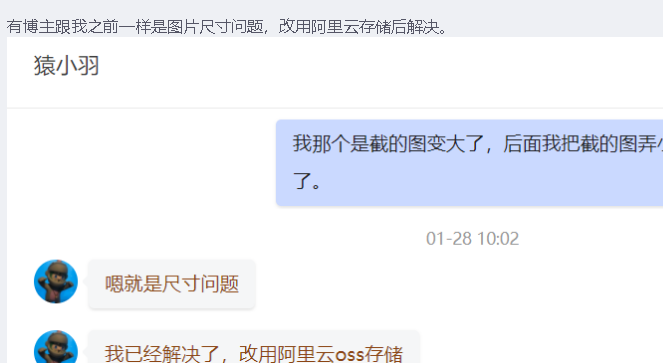 有博主跟我之前一样是图片尺寸问题，改用阿里云存储后解决。
猿小羽
我那个是截的图变大了，后面我把截的图弄小
了。
01-28 10:02
嗯就是尺寸问题
我已经解决了，改用阿里云oss存储